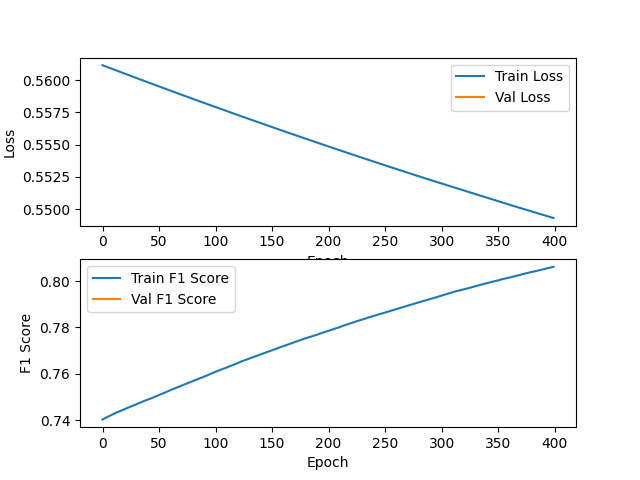 0.5600
0.5575
0.5550
0.5525
0.5500
Loss
Train Loss
Val Loss
0 50 100 150 200 250 300 350 400
Epoch
0.80
0.78
0.76
0.74
F1 Score
Train F1 Score
Val F1 Score
0 50 100 150 200 250 300 350 400
Epoch